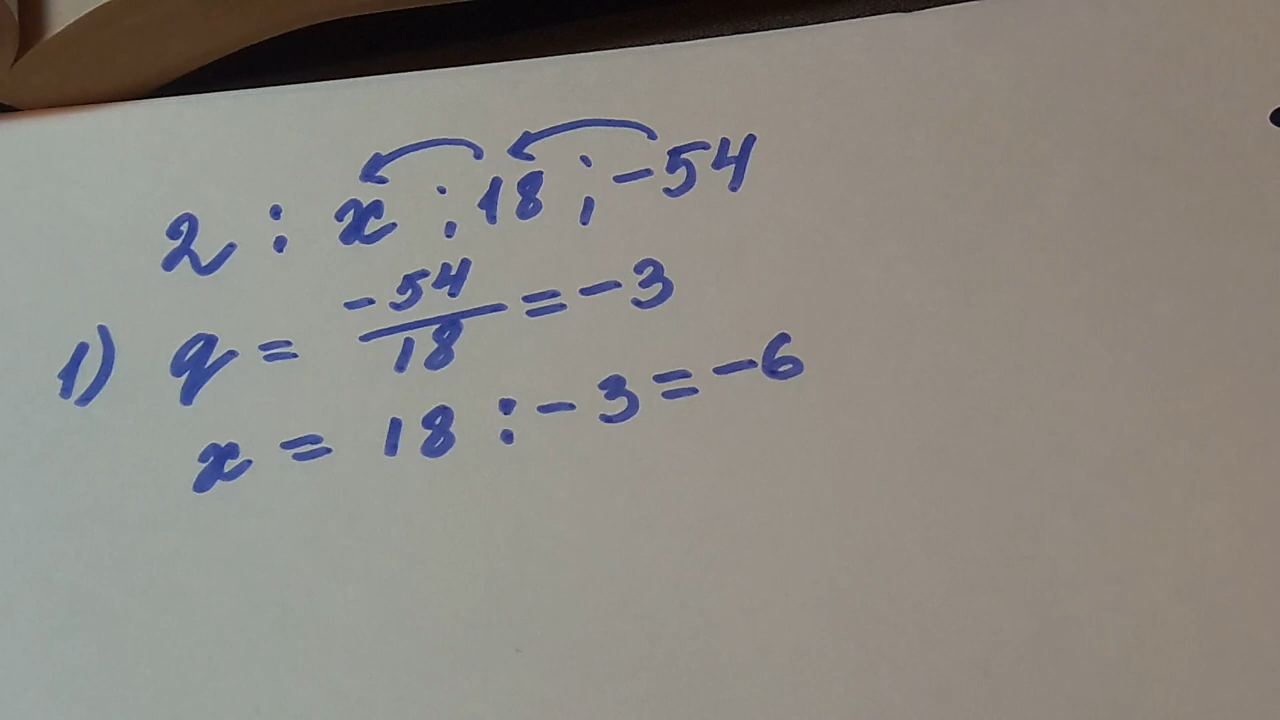 2 : x ; 18 ; -54
1) q = -54/18 = -3
x = 18 : -3 = -6